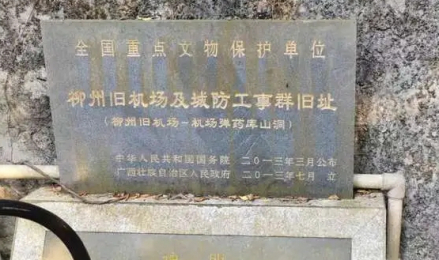 全国重点文物保护单位
柳州旧机场及城防工事群旧址
（柳州旧机场—机场弹药库山洞）
中华人民共和国国务院 二〇一三年三月公布
广西壮族自治区人民政府 二〇一三年七月 立